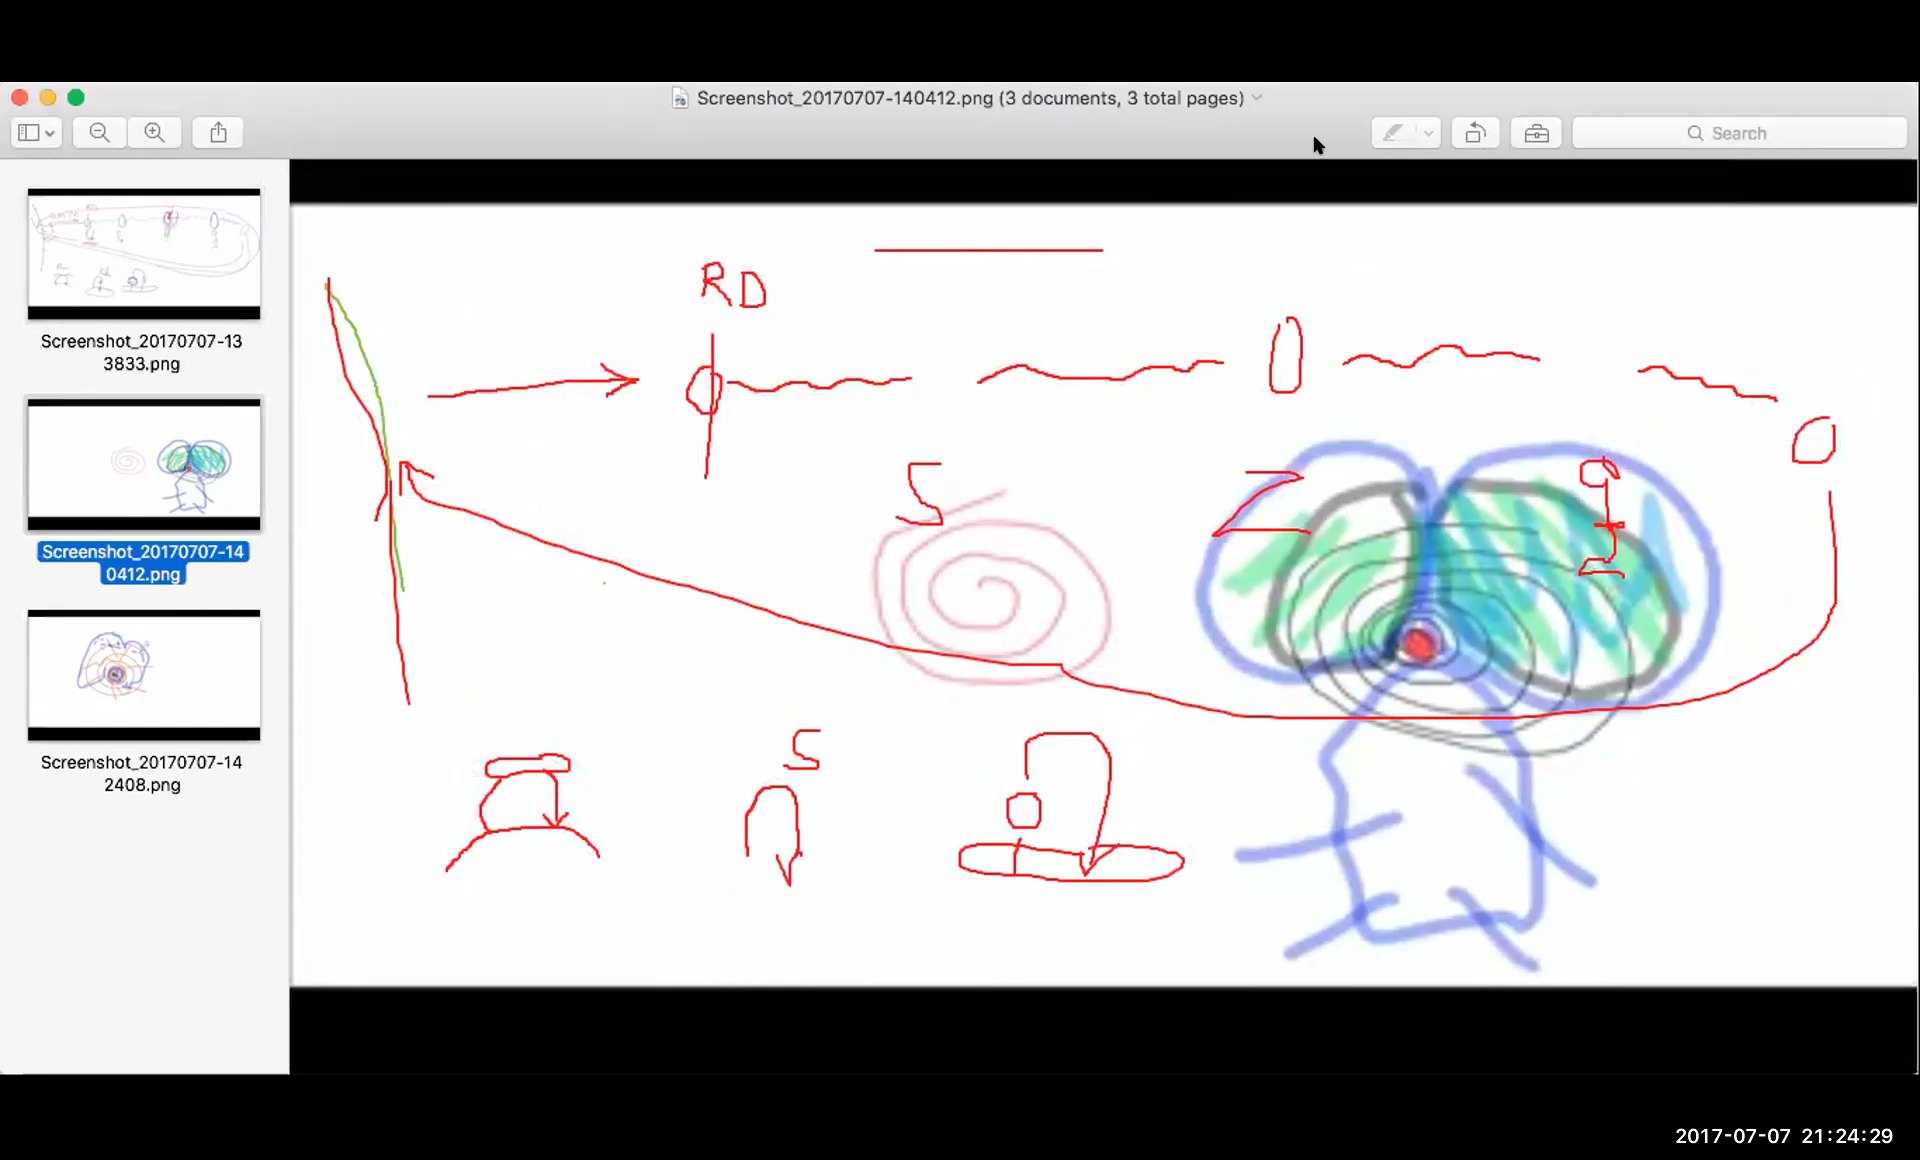 Screenshot_20170707-140412.png (3 documents, 3 total pages)
Search
Screenshot_20170707-13
3833.png
Screenshot_20170707-14
0412.png
Screenshot_20170707-14
2408.png
RD
S
S
2017-07-07 21:24:29